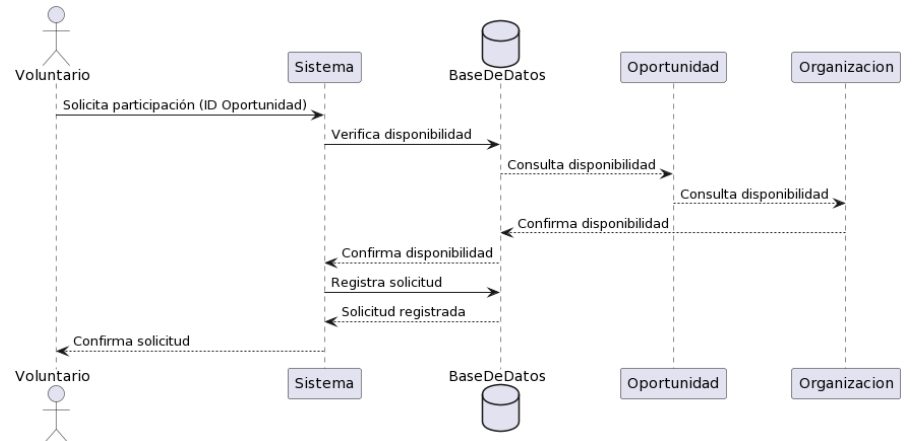 Voluntario
Sistema
BaseDeDatos
Oportunidad
Organizacion
Solicita participación (ID Oportunidad)
Verifica disponibilidad
Consulta disponibilidad
Consulta disponibilidad
Confirma disponibilidad
Confirma disponibilidad
Registra solicitud
Solicitud registrada
Confirma solicitud
Voluntario
Sistema
BaseDeDatos
Oportunidad
Organizacion